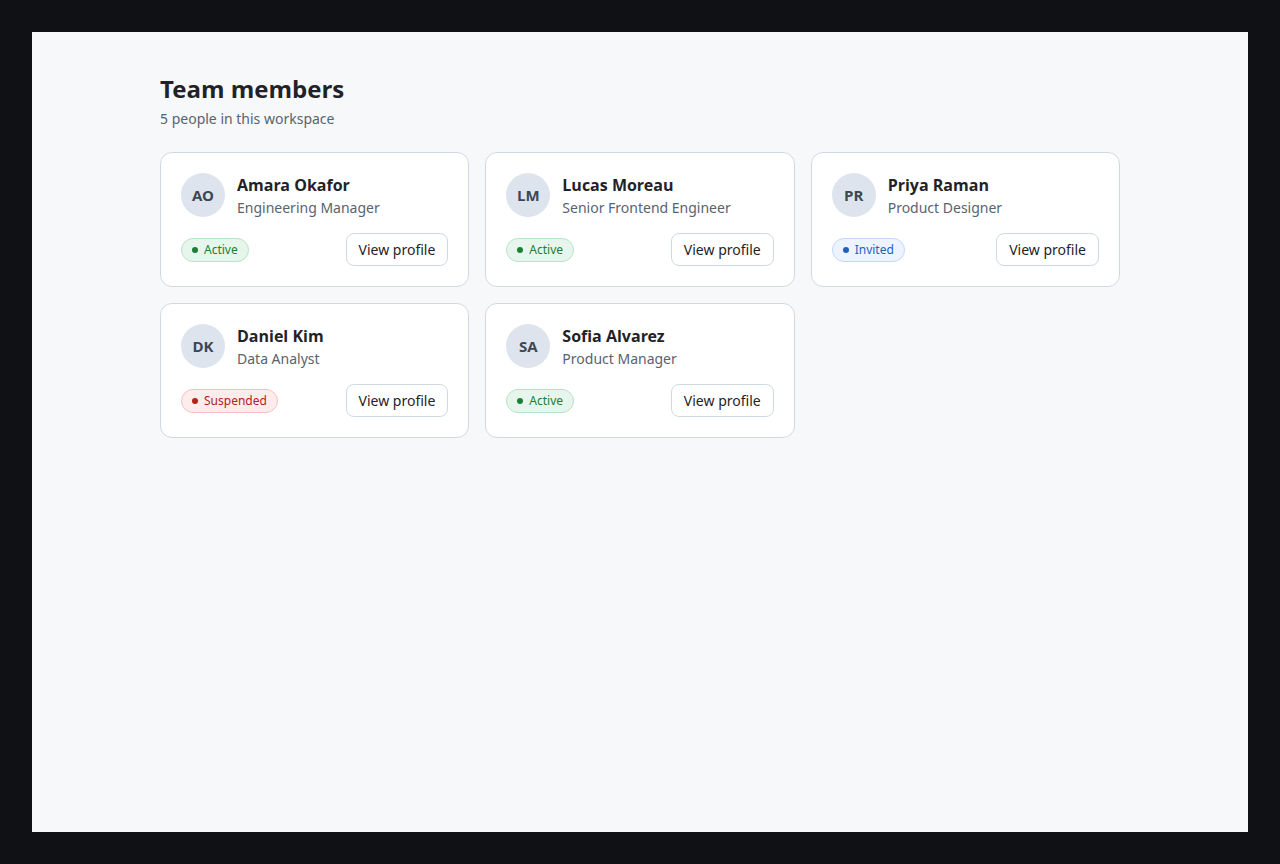 Team members
5 people in this workspace
AO
Amara Okafor
Engineering Manager
Active
View profile
LM
Lucas Moreau
Senior Frontend Engineer
Active
View profile
PR
Priya Raman
Product Designer
Invited
View profile
DK
Daniel Kim
Data Analyst
Suspended
View profile
SA
Sofia Alvarez
Product Manager
Active
View profile